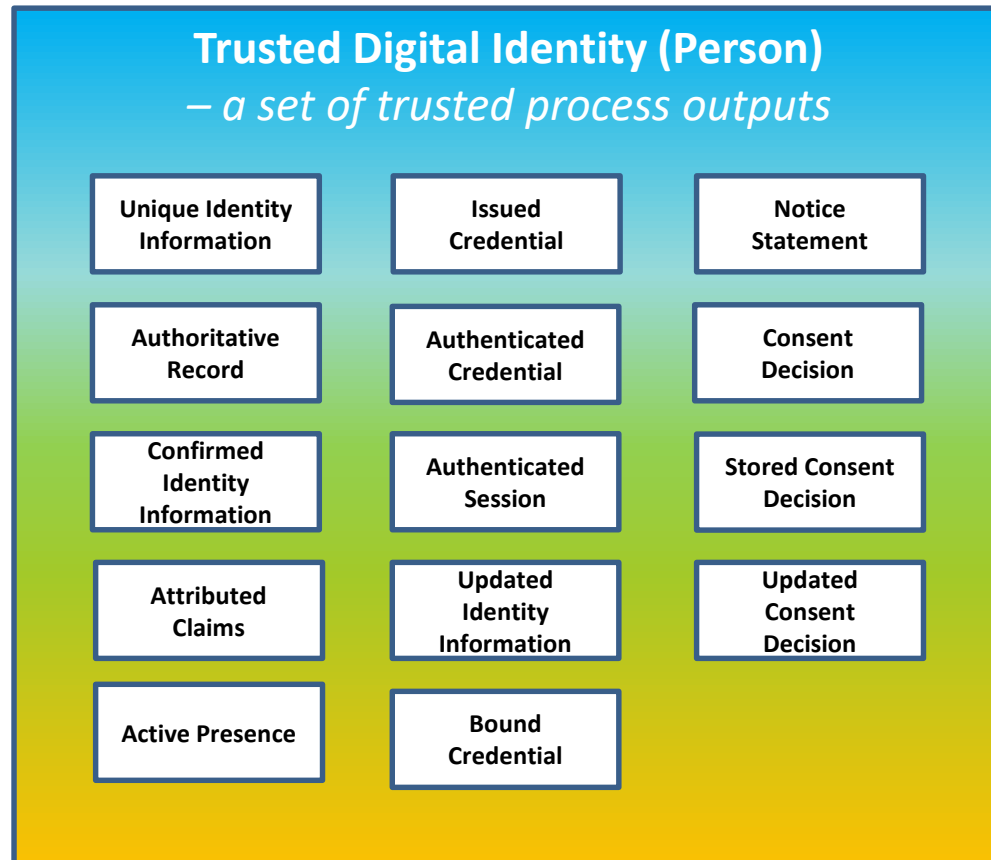 Trusted Digital Identity (Person)
– a set of trusted process outputs
Unique Identity
Information
Issued
Credential
Notice
Statement
Authoritative
Record
Authenticated
Credential
Consent
Decision
Confirmed
Identity
Information
Authenticated
Session
Stored Consent
Decision
Attributed
Claims
Updated
Identity
Information
Updated
Consent
Decision
Active Presence
Bound
Credential